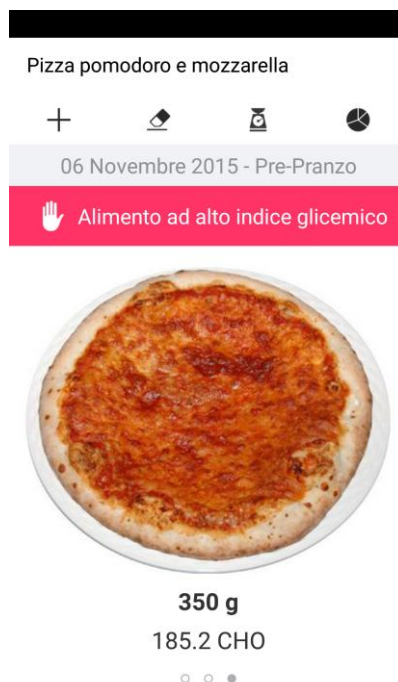 Pizza pomodoro e mozzarella
06 Novembre 2015 - Pre-Pranzo
Alimento ad alto indice glicemico
350 g
185.2 CHO